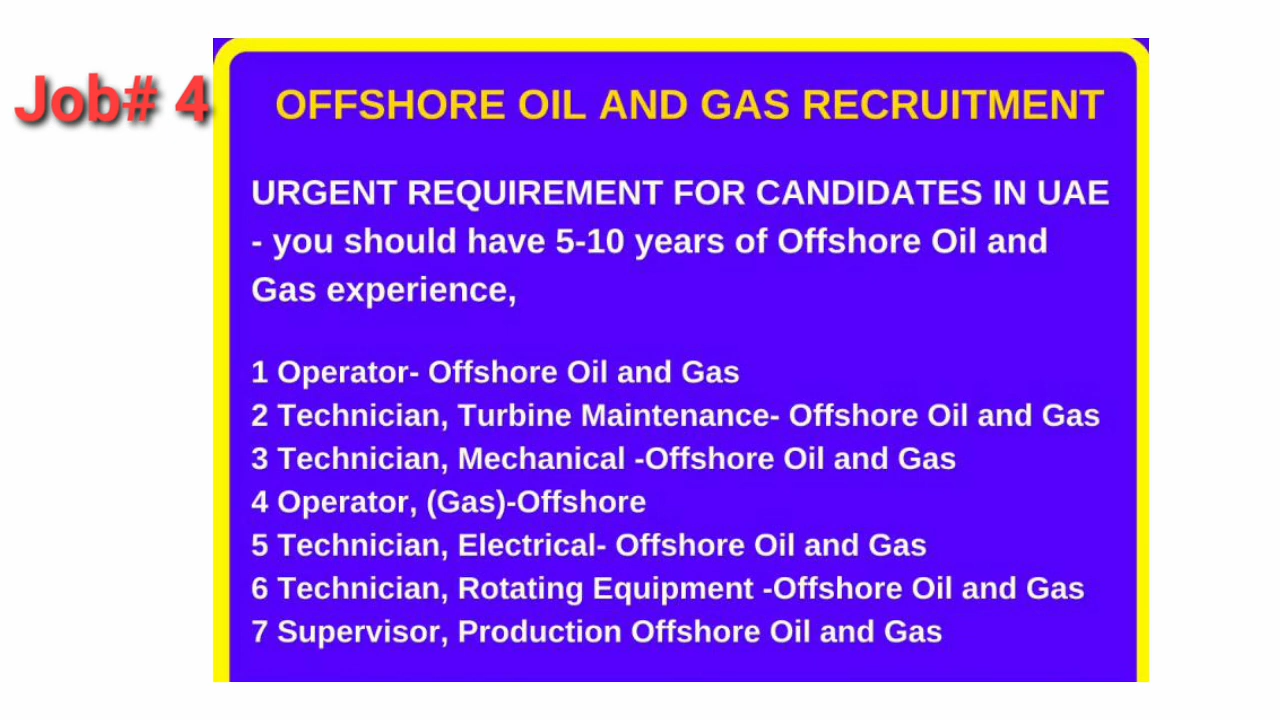 Job# 4
OFFSHORE OIL AND GAS RECRUITMENT
URGENT REQUIREMENT FOR CANDIDATES IN UAE
- you should have 5-10 years of Offshore Oil and
Gas experience,
1 Operator- Offshore Oil and Gas
2 Technician, Turbine Maintenance- Offshore Oil and Gas
3 Technician, Mechanical -Offshore Oil and Gas
4 Operator, (Gas)-Offshore
5 Technician, Electrical- Offshore Oil and Gas
6 Technician, Rotating Equipment -Offshore Oil and Gas
7 Supervisor, Production Offshore Oil and Gas